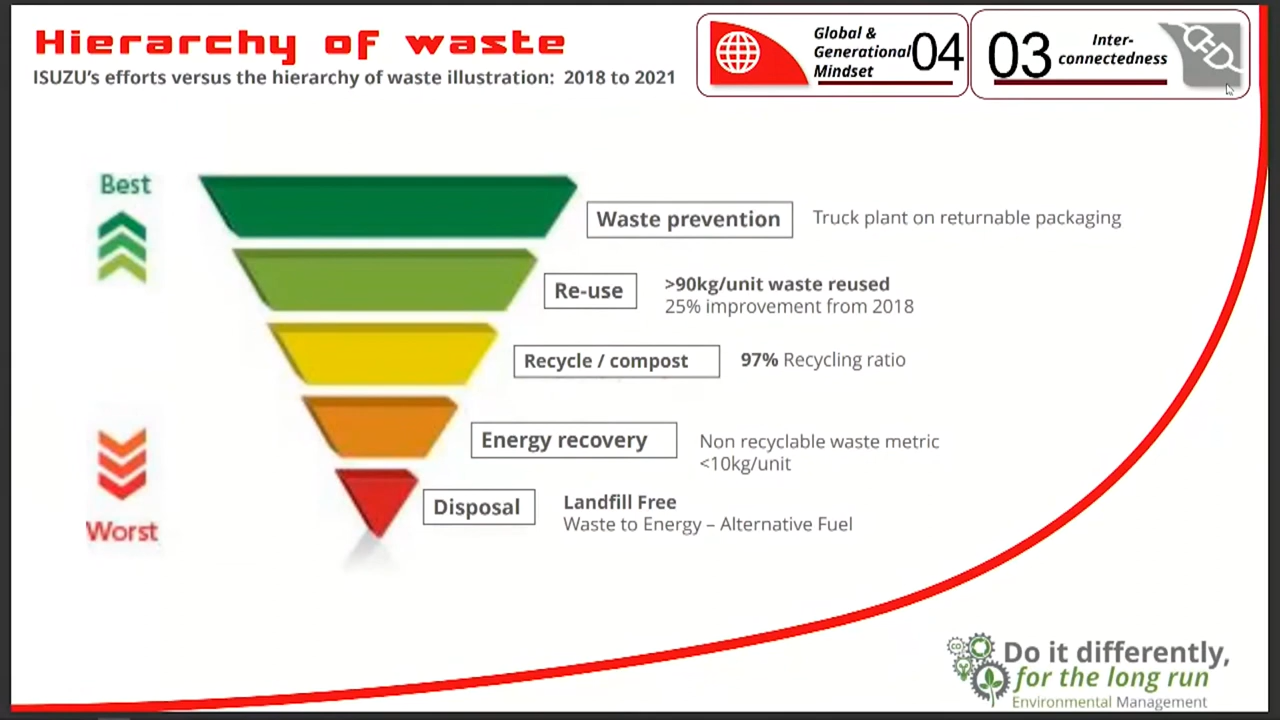 Hierarchy of waste
ISUZU's efforts versus the hierarchy of waste illustration: 2018 to 2021
Global &
Generational
Mindset
04
03
Inter-
connectedness
Best
Waste prevention
Truck plant on returnable packaging
Re-use
>90kg/unit waste reused
25% improvement from 2018
Recycle / compost
97% Recycling ratio
Energy recovery
Non recyclable waste metric
<10kg/unit
Worst
Disposal
Landfill Free
Waste to Energy – Alternative Fuel
CO2
Do it differently,
for the long run
Environmental Management